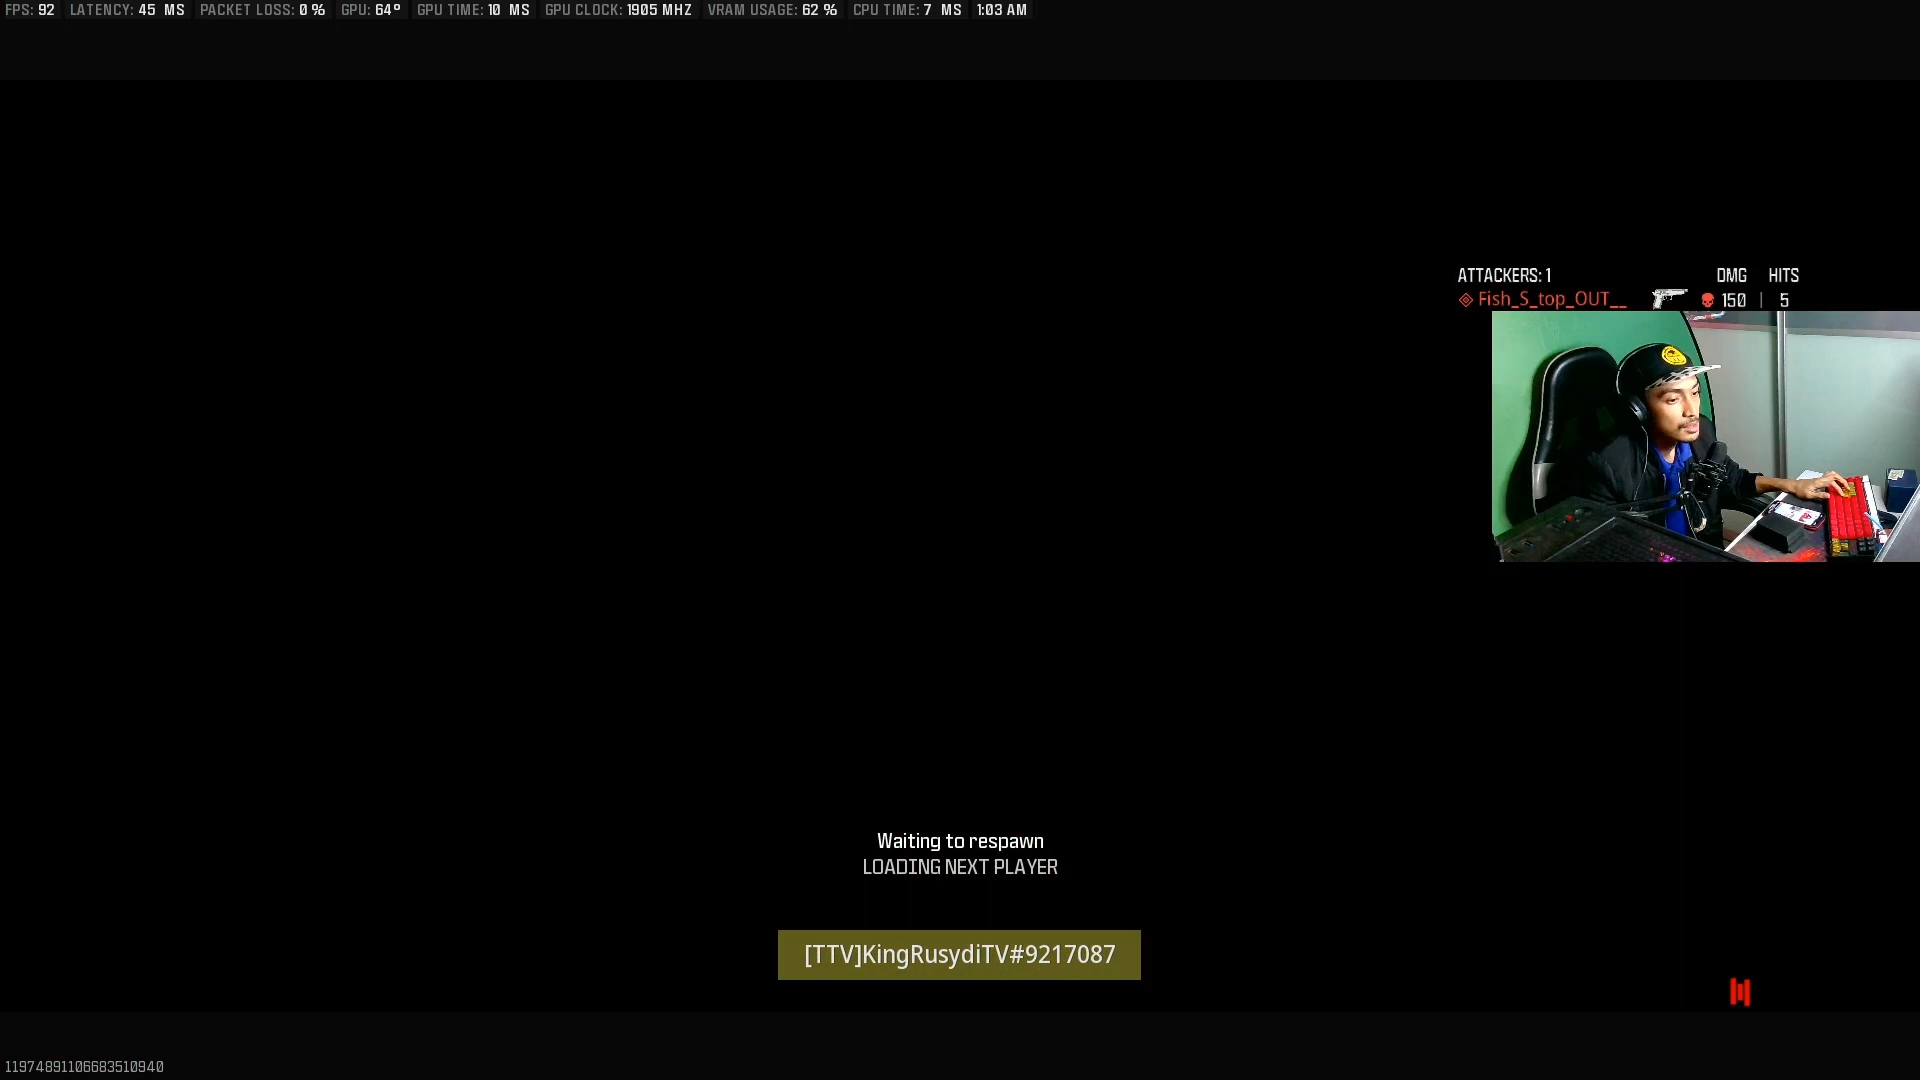 FPS: 92 LATENCY: 45 MS PACKET LOSS: 0 % GPU: 64° GPU TIME: 10 MS GPU CLOCK: 1905 MHZ VRAM USAGE: 62 % CPU TIME: 7 MS 1:03 AM
ATTACKERS: 1 DMG HITS
Fish_S_top_OUT__ 150 | 5
Waiting to respawn
LOADING NEXT PLAYER
[TTV]KingRusydiTV#9217087
11974891106683510940